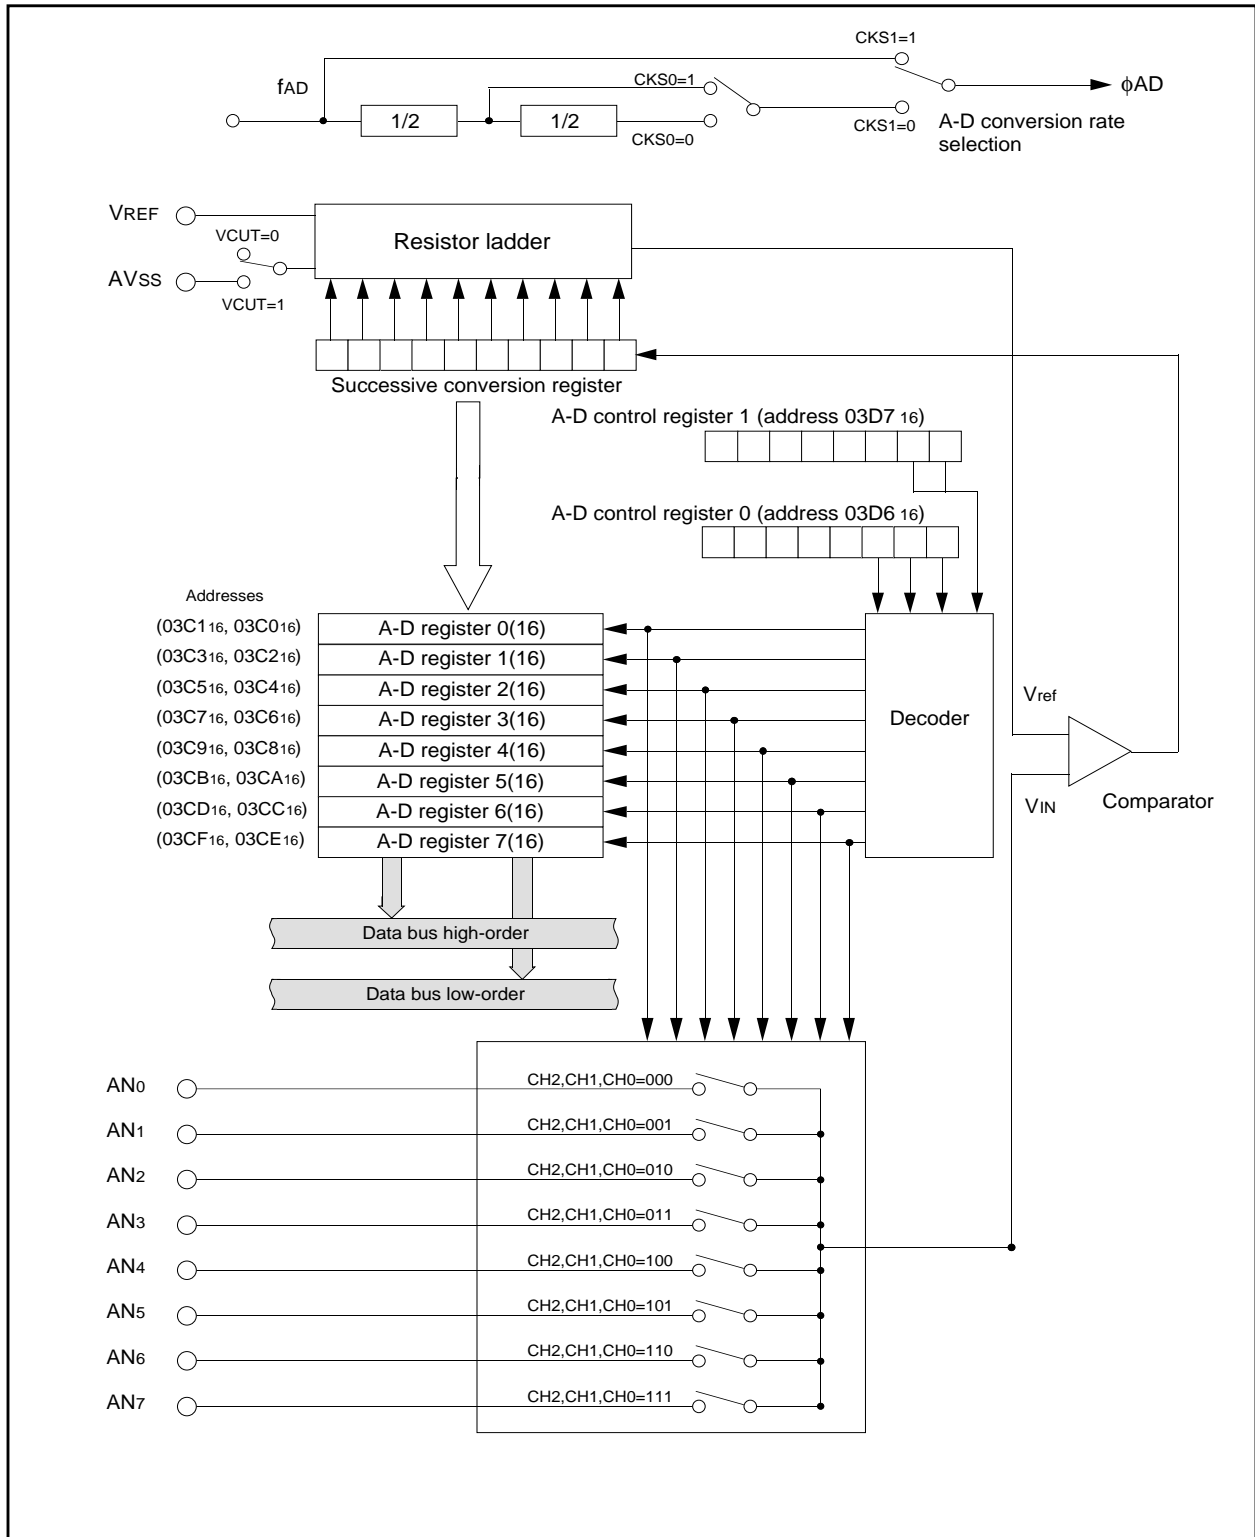 CKS1=1
fAD
CKS0=1
φAD
1/2
1/2
CKS0=0
CKS1=0
A-D conversion rate
selection
VREF
VCUT=0
Resistor ladder
AVSS
VCUT=1
Successive conversion register
A-D control register 1 (address 03D7 16)
A-D control register 0 (address 03D6 16)
Addresses
(03C116, 03C016)
A-D register 0(16)
(03C316, 03C216)
A-D register 1(16)
(03C516, 03C416)
A-D register 2(16)
(03C716, 03C616)
A-D register 3(16)
(03C916, 03C816)
A-D register 4(16)
(03CB16, 03CA16)
A-D register 5(16)
(03CD16, 03CC16)
A-D register 6(16)
(03CF16, 03CE16)
A-D register 7(16)
Decoder
Vref
VIN
Comparator
Data bus high-order
Data bus low-order
AN0
CH2,CH1,CH0=000
AN1
CH2,CH1,CH0=001
AN2
CH2,CH1,CH0=010
AN3
CH2,CH1,CH0=011
AN4
CH2,CH1,CH0=100
AN5
CH2,CH1,CH0=101
AN6
CH2,CH1,CH0=110
AN7
CH2,CH1,CH0=111